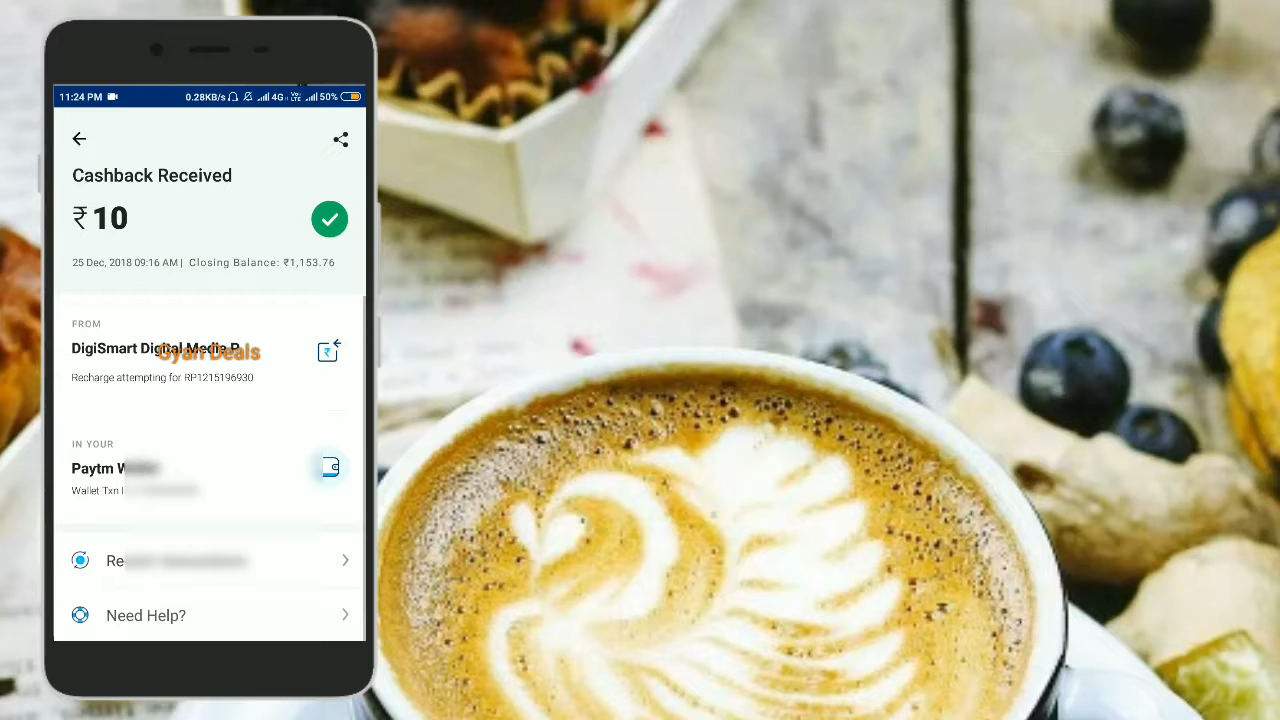 11:24 PM 0.28KB/s 4G VoLTE 50%
Cashback Received
₹10
25 Dec, 2018 09:16 AM | Closing Balance: ₹1,153.76
FROM
DigiSmart Digital Media P
Gyan Deals
Recharge attempting for RP1215196930
IN YOUR
Paytm
Wallet Txn
Need Help?